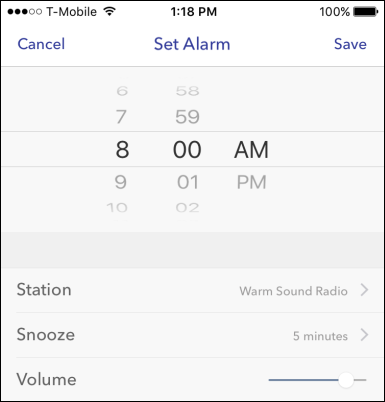 T-Mobile 1:18 PM 100%
Cancel Set Alarm Save
6 58
7 59
8 00 AM
9 01 PM
10 02
Station Warm Sound Radio
Snooze 5 minutes
Volume